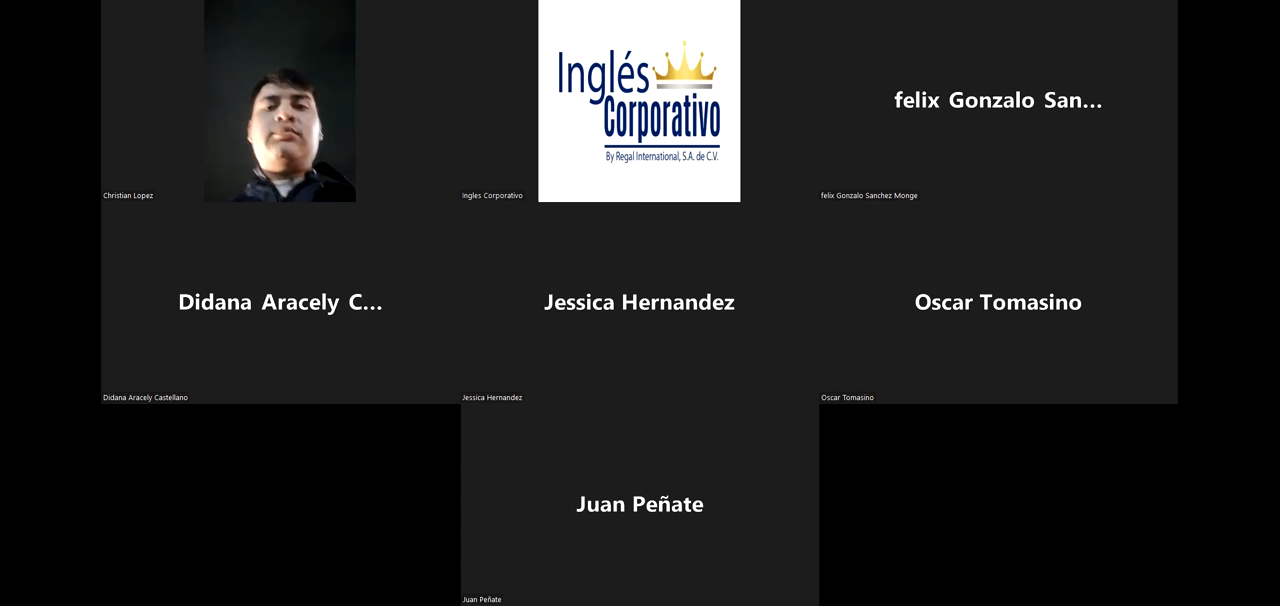 Inglés
Corporativo
By Regal International, S.A. de C.V.
felix Gonzalo San...
Christian Lopez
Ingles Corporativo
felix Gonzalo Sanchez Monge
Didana Aracely C...
Jessica Hernandez
Oscar Tomasino
Didana Aracely Castellano
Jessica Hernandez
Oscar Tomasino
Juan Peñate
Juan Peñate